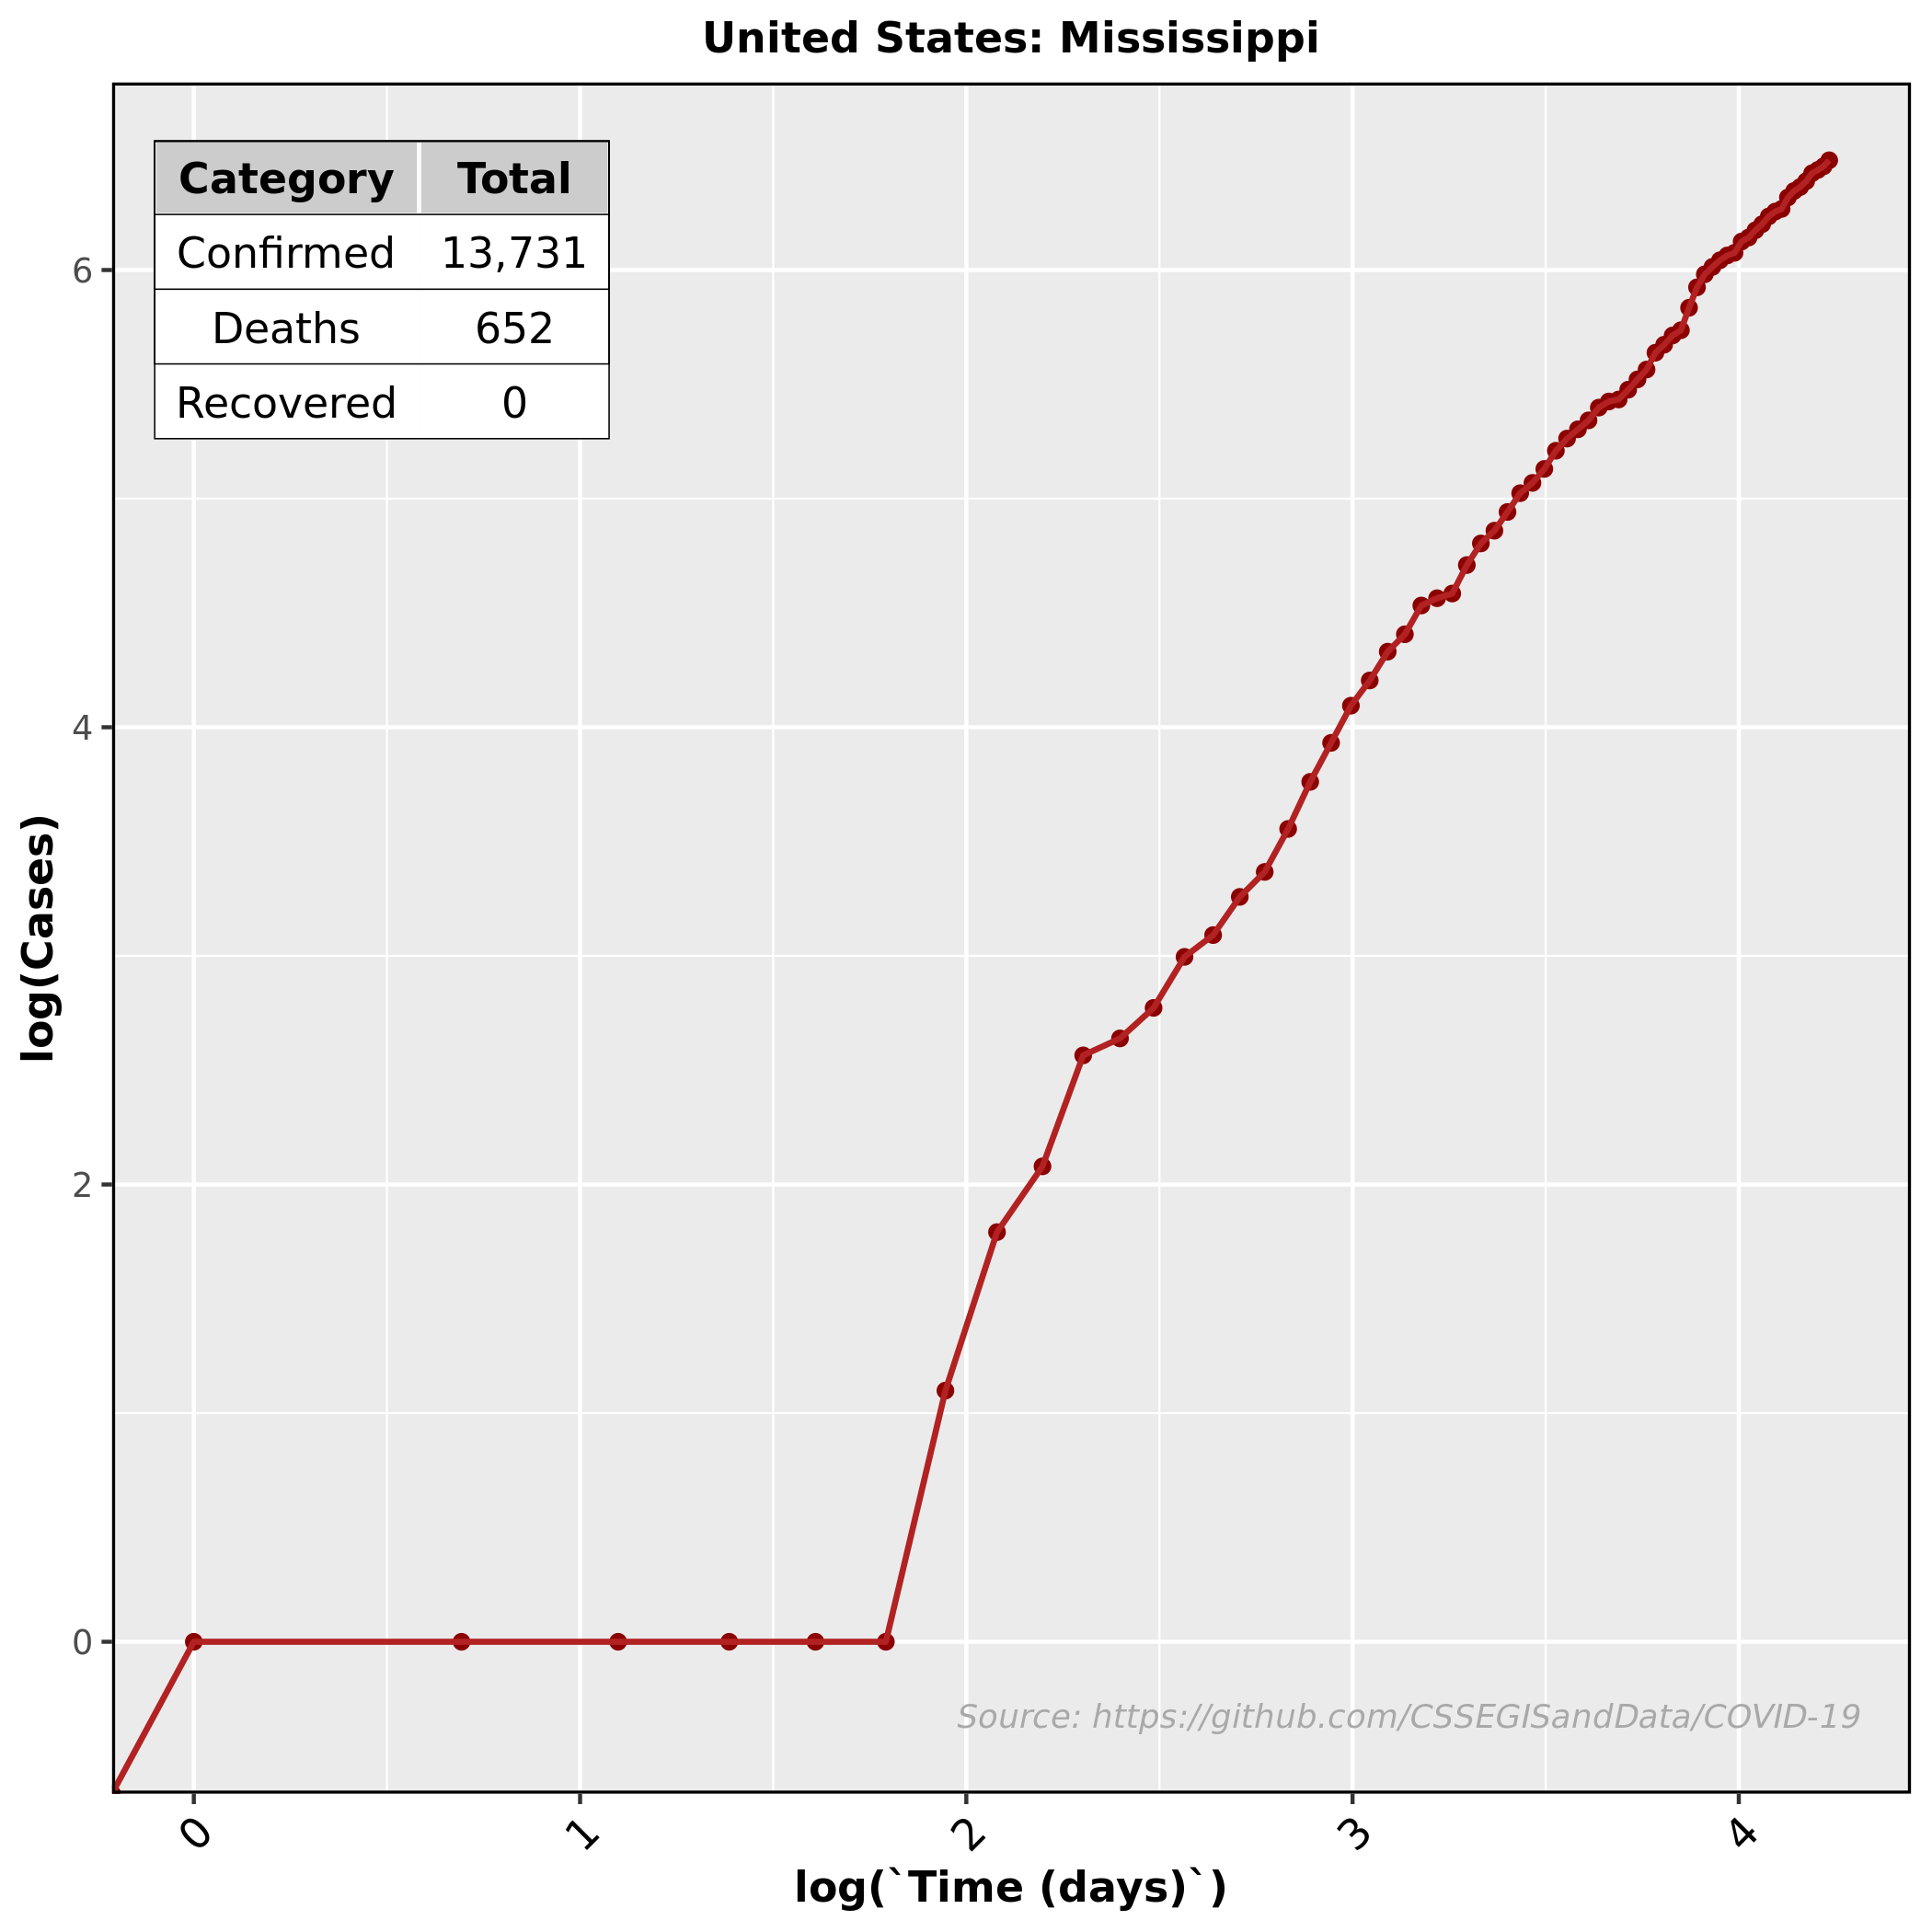 United States: Mississippi
Category Total
Confirmed 13,731
Deaths 652
Recovered 0
6
4
2
0
log(Cases)
Source: https://github.com/CSSEGISandData/COVID-19
0 1 2 3 4
log(`Time (days)`)